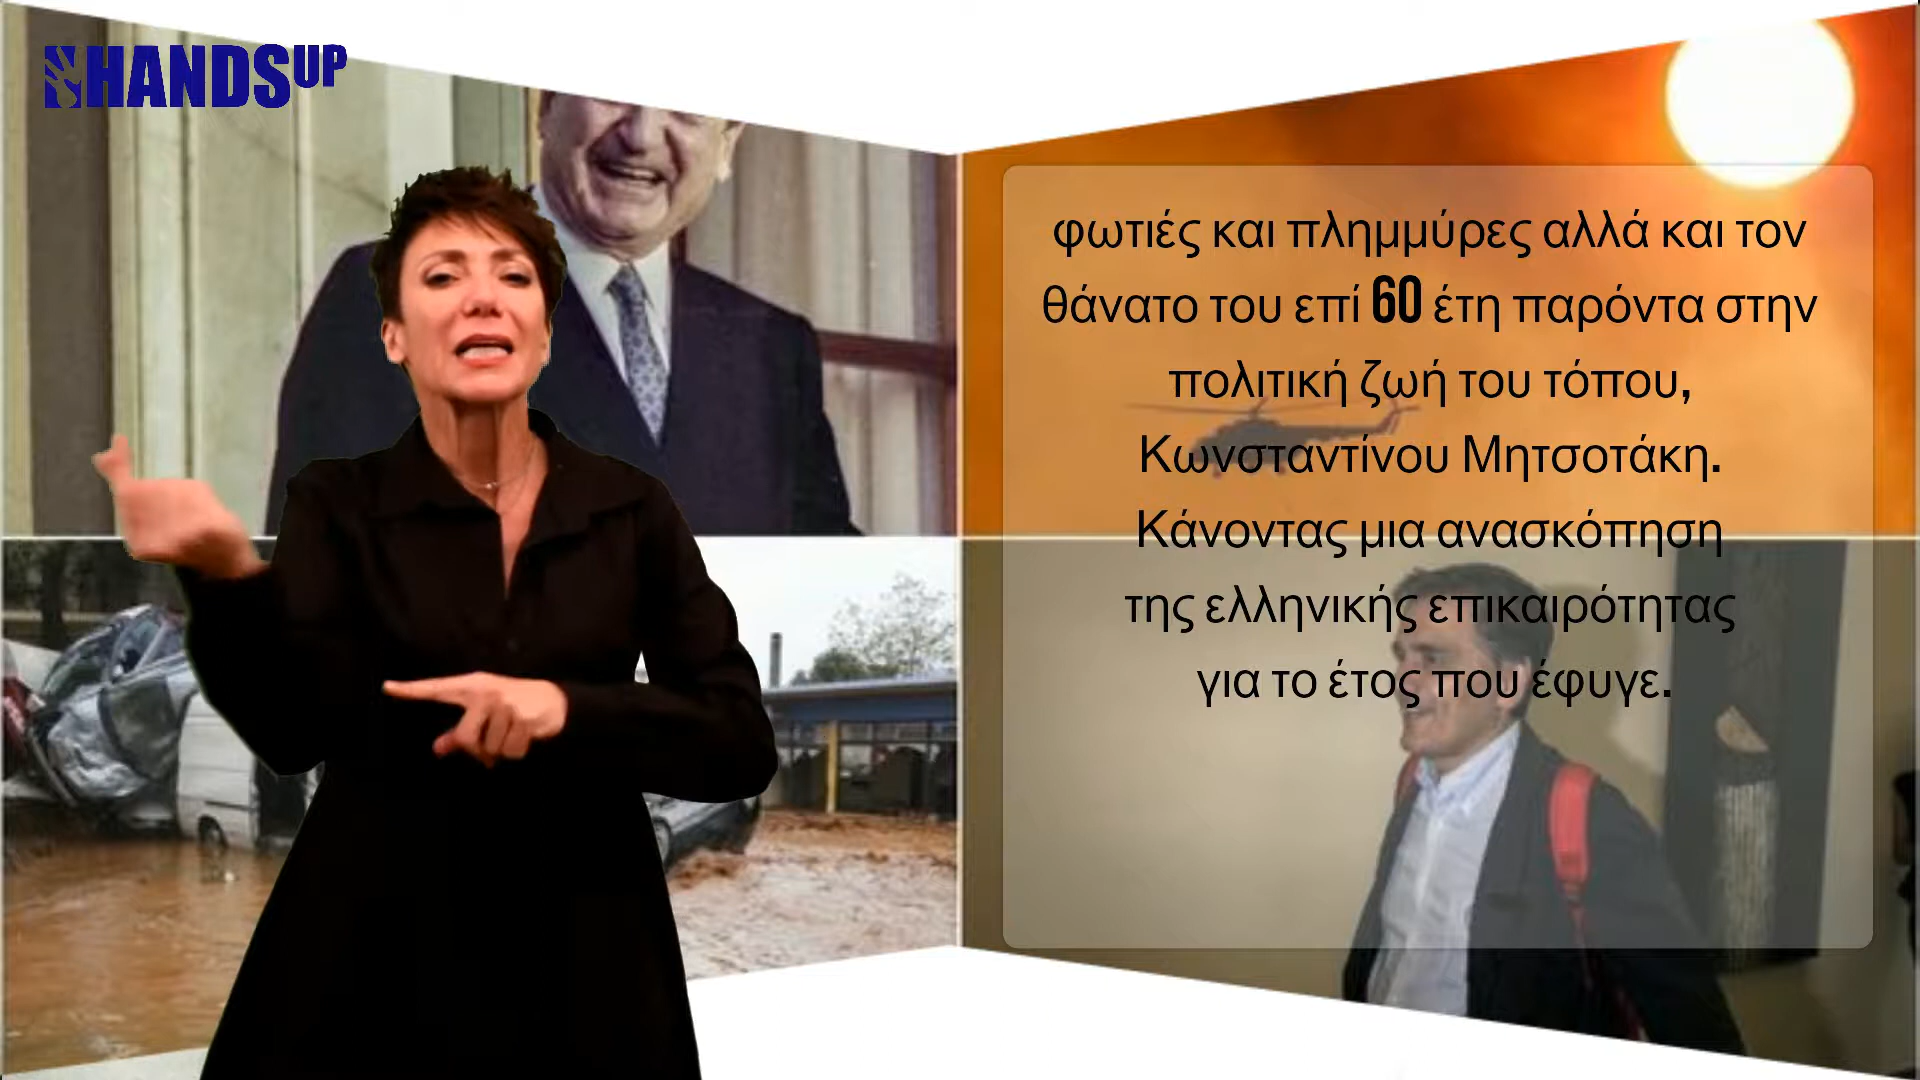 HANDSUP
φωτιές και πλημμύρες αλλά και τον
θάνατο του επί 60 έτη παρόντα στην
πολιτική ζωή του τόπου,
Κωνσταντίνου Μητσοτάκη.
Κάνοντας μια ανασκόπηση
της ελληνικής επικαιρότητας
για το έτος που έφυγε.